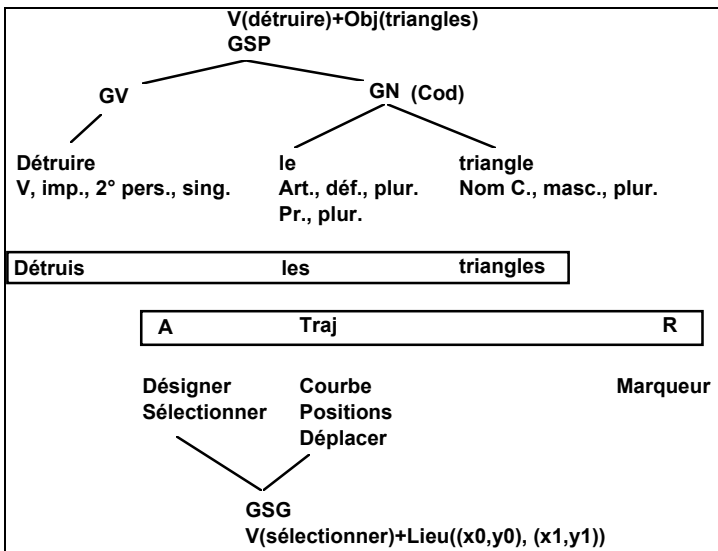 V(détruire)+Obj(triangles)
GSP
GV
GN (Cod)
Détruire le triangle
V, imp., 2° pers., sing. Art., déf., plur. Nom C., masc., plur.
Pr., plur.
Détruis les triangles
A Traj R
Désigner Courbe Marqueur
Sélectionner Positions
Déplacer
GSG
V(sélectionner)+Lieu((x0,y0), (x1,y1))